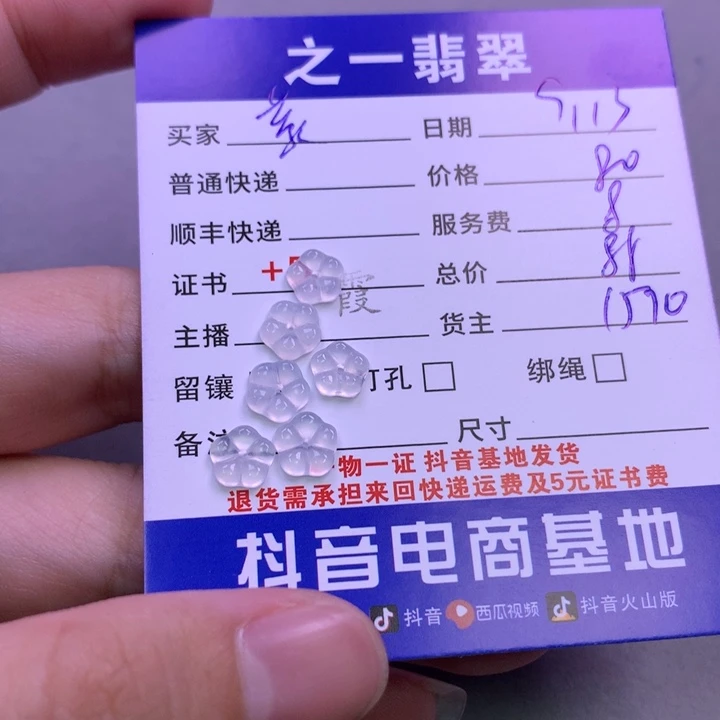 之一翡翠
买家 日期
普通快递 价格 80
顺丰快递 服务费 8
证书 + 霞 总价 88
主播 货主 1570
留镶 打孔 绑绳
备注 尺寸
物一证 抖音基地发货
退货需承担来回快递运费及5元证书费
抖音电商基地
抖音 西瓜视频 抖音火山版